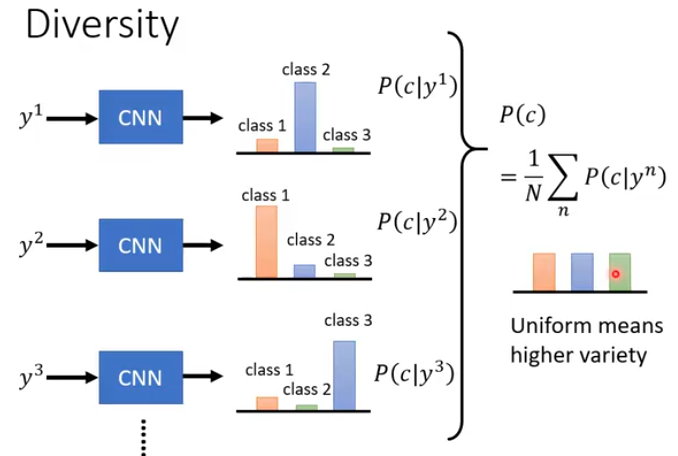 Diversity
y¹
CNN
class 1
class 2
class 3
P(c|y¹)
y²
CNN
class 1
class 2
class 3
P(c|y²)
y³
CNN
class 1
class 2
class 3
P(c|y³)
P(c)
= 1/N ∑ₙ P(c|yⁿ)
Uniform means
higher variety